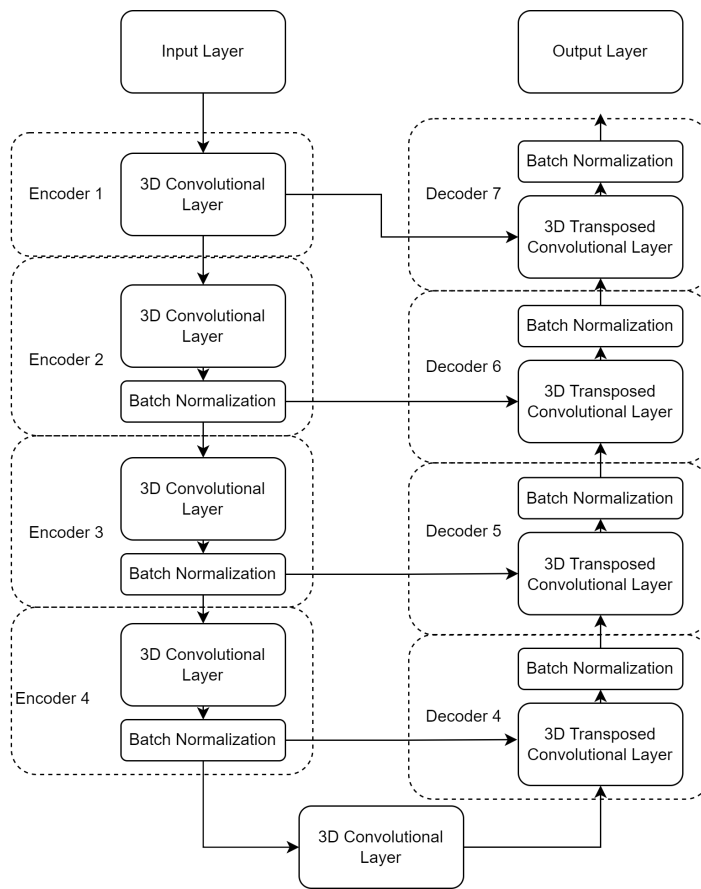 Input Layer
Output Layer
Encoder 1
3D Convolutional
Layer
Decoder 7
Batch Normalization
3D Transposed
Convolutional Layer
Encoder 2
3D Convolutional
Layer
Batch Normalization
Decoder 6
Batch Normalization
3D Transposed
Convolutional Layer
Encoder 3
3D Convolutional
Layer
Batch Normalization
Decoder 5
Batch Normalization
3D Transposed
Convolutional Layer
Encoder 4
3D Convolutional
Layer
Batch Normalization
Decoder 4
Batch Normalization
3D Transposed
Convolutional Layer
3D Convolutional
Layer